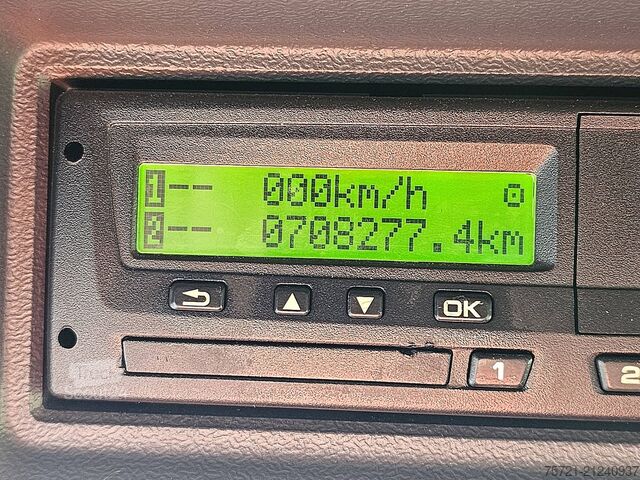 1-- 000km/h
2-- 0708277.4km
OK
1
2
75721-21240937